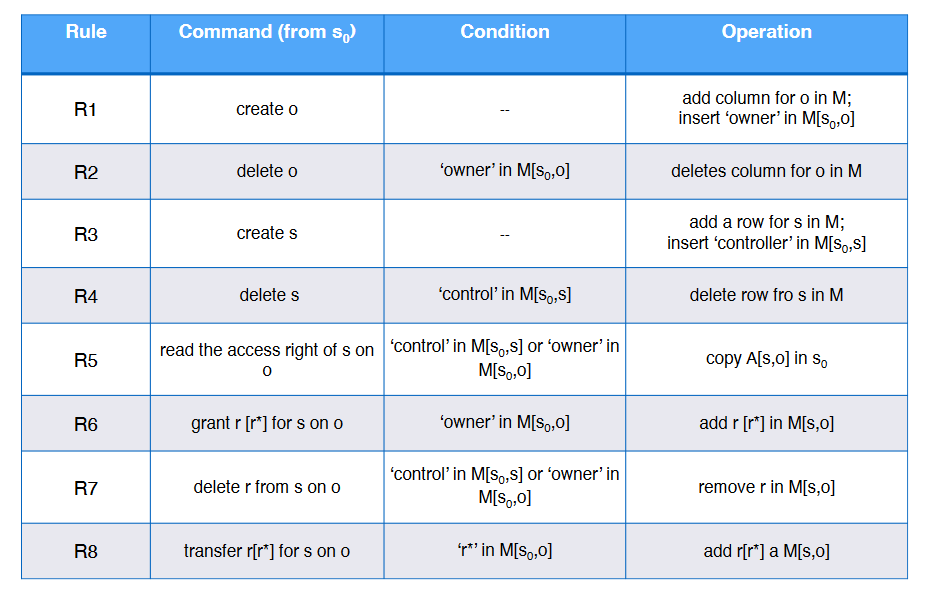 Rule Command (from s₀) Condition Operation
R1 create o -- add column for o in M;
insert ‘owner’ in M[s₀,o]
R2 delete o ‘owner’ in M[s₀,o] deletes column for o in M
R3 create s -- add a row for s in M;
insert ‘controller’ in M[s₀,s]
R4 delete s ‘control’ in M[s₀,s] delete row fro s in M
R5 read the access right of s on
o ‘control’ in M[s₀,s] or ‘owner’ in
M[s₀,o] copy A[s,o] in s₀
R6 grant r [r*] for s on o ‘owner’ in M[s₀,o] add r [r*] in M[s,o]
R7 delete r from s on o ‘control’ in M[s₀,s] or ‘owner’ in
M[s₀,o] remove r in M[s,o]
R8 transfer r[r*] for s on o ‘r*’ in M[s₀,o] add r[r*] a M[s,o]